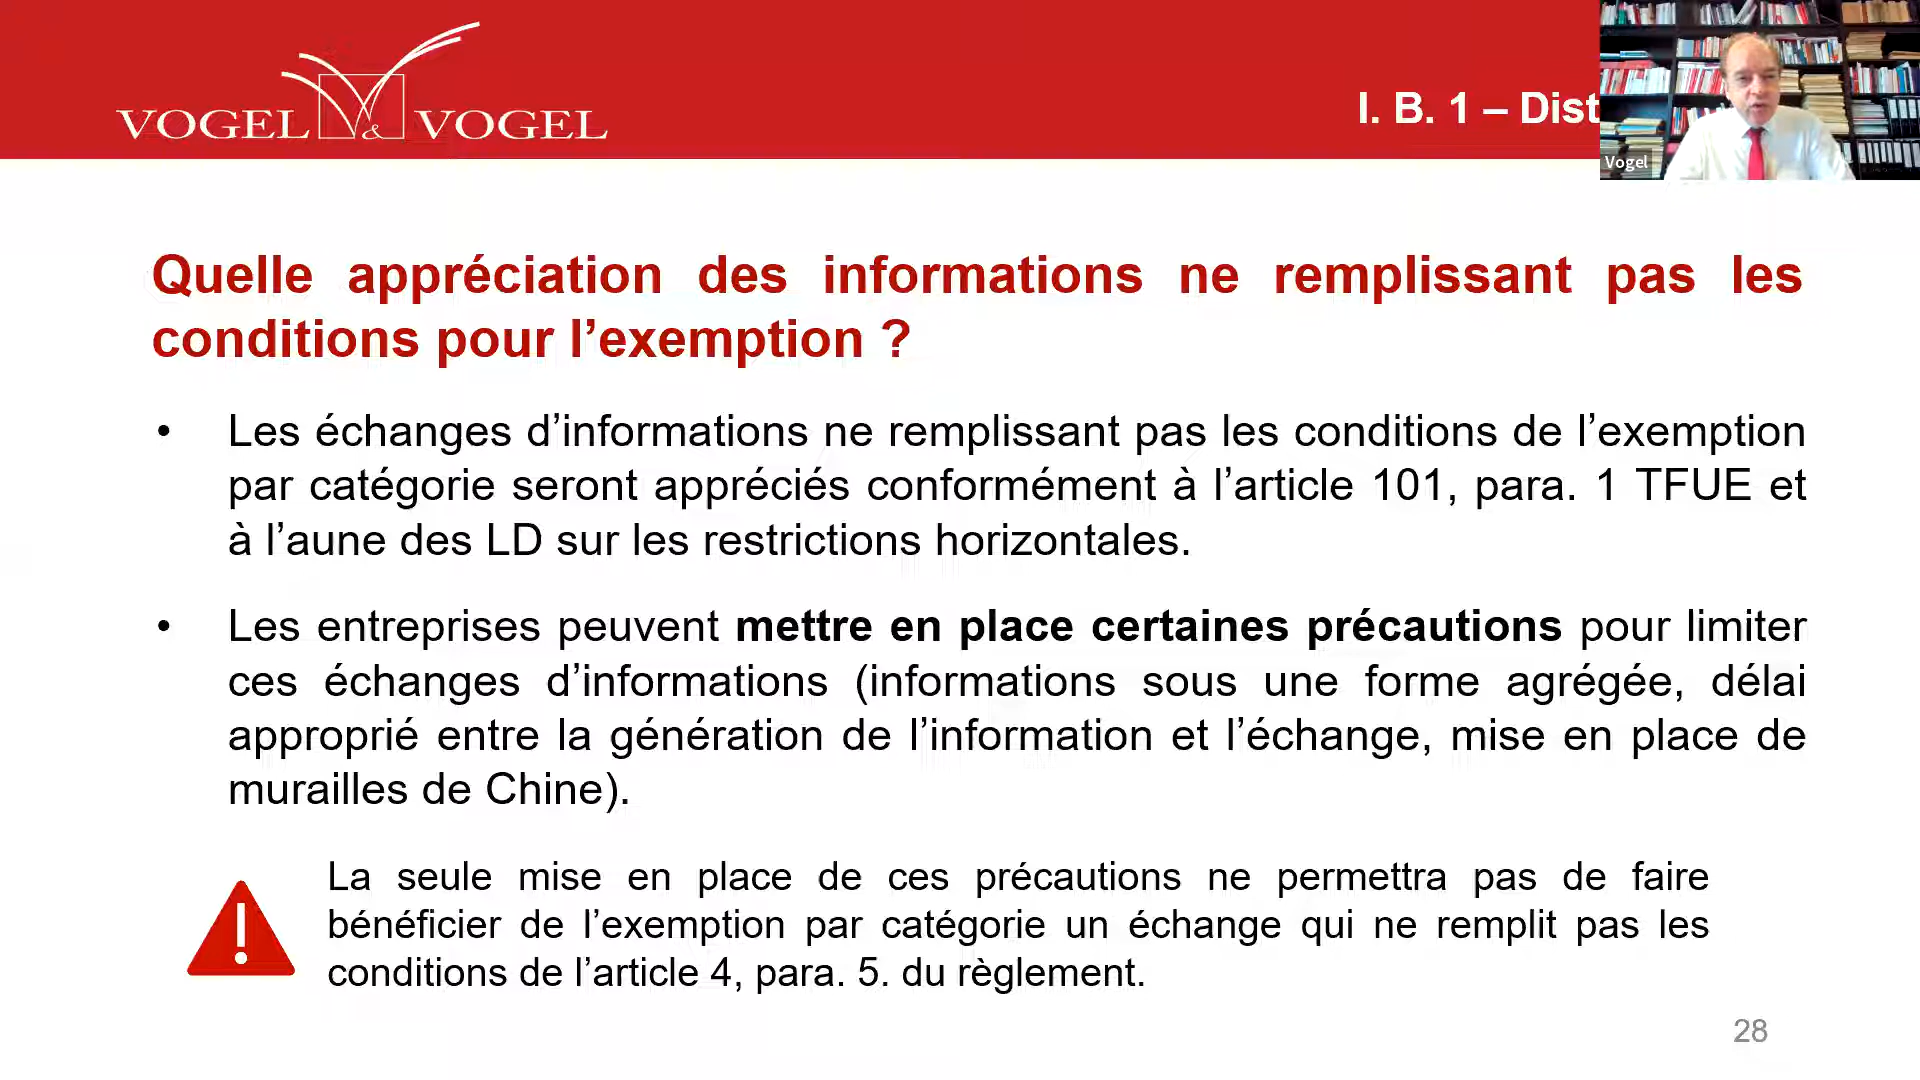 VOGEL & VOGEL
I. B. 1 – Dist
Vogel
Quelle appréciation des informations ne remplissant pas les
conditions pour l’exemption ?
• Les échanges d’informations ne remplissant pas les conditions de l’exemption
par catégorie seront appréciés conformément à l’article 101, para. 1 TFUE et
à l’aune des LD sur les restrictions horizontales.
• Les entreprises peuvent mettre en place certaines précautions pour limiter
ces échanges d’informations (informations sous une forme agrégée, délai
approprié entre la génération de l’information et l’échange, mise en place de
murailles de Chine).
La seule mise en place de ces précautions ne permettra pas de faire
bénéficier de l’exemption par catégorie un échange qui ne remplit pas les
conditions de l’article 4, para. 5. du règlement.
28